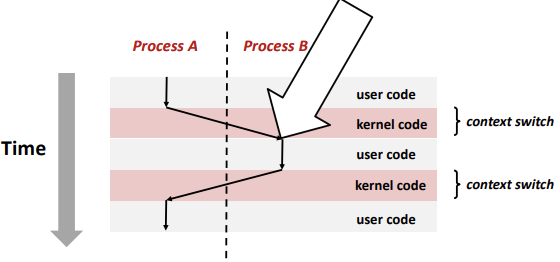 Process A
Process B
user code
kernel code
context switch
Time
user code
kernel code
context switch
user code